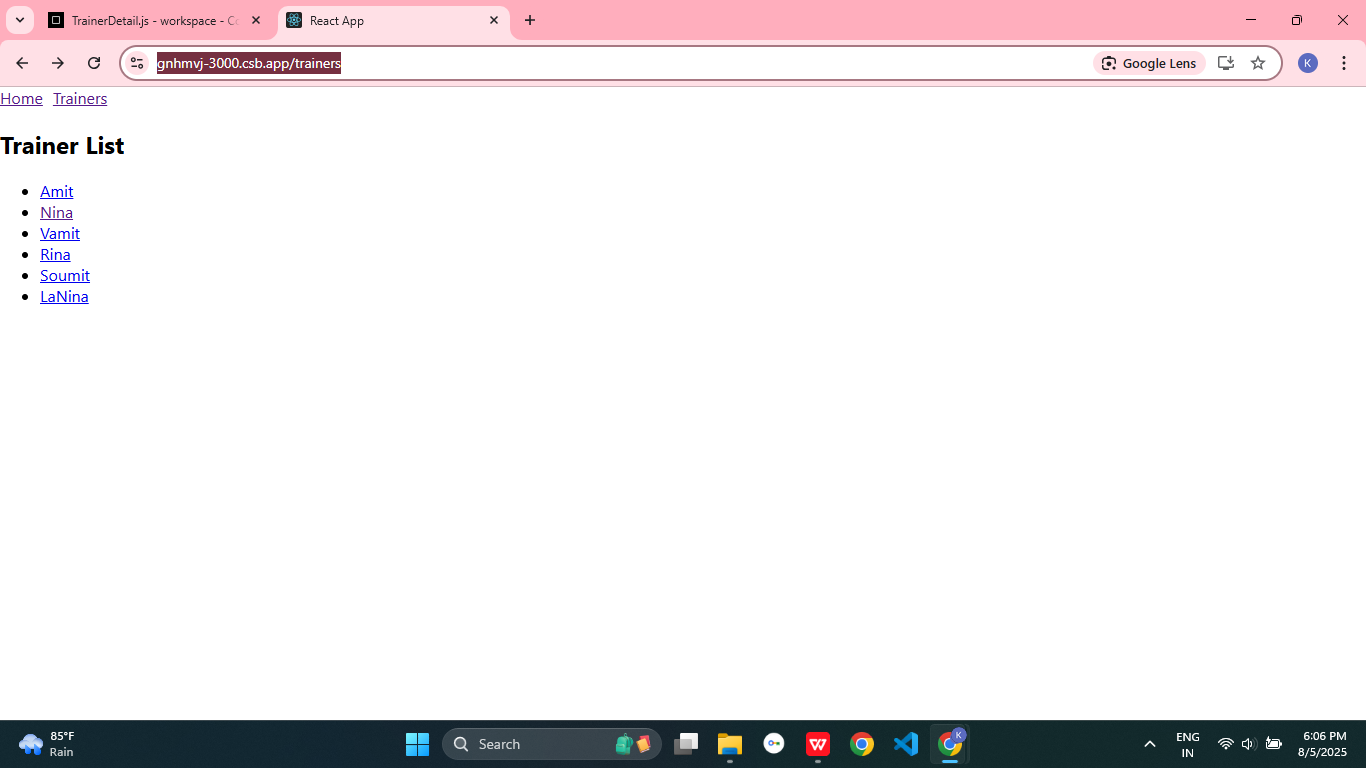 TrainerDetail.js - workspace - Co
React App
gnhmvj-3000.csb.app/trainers
Google Lens
K
Home Trainers
Trainer List
Amit
Nina
Vamit
Rina
Soumit
LaNina
85°F
Rain
Search
W
K
ENG
IN
6:06 PM
8/5/2025